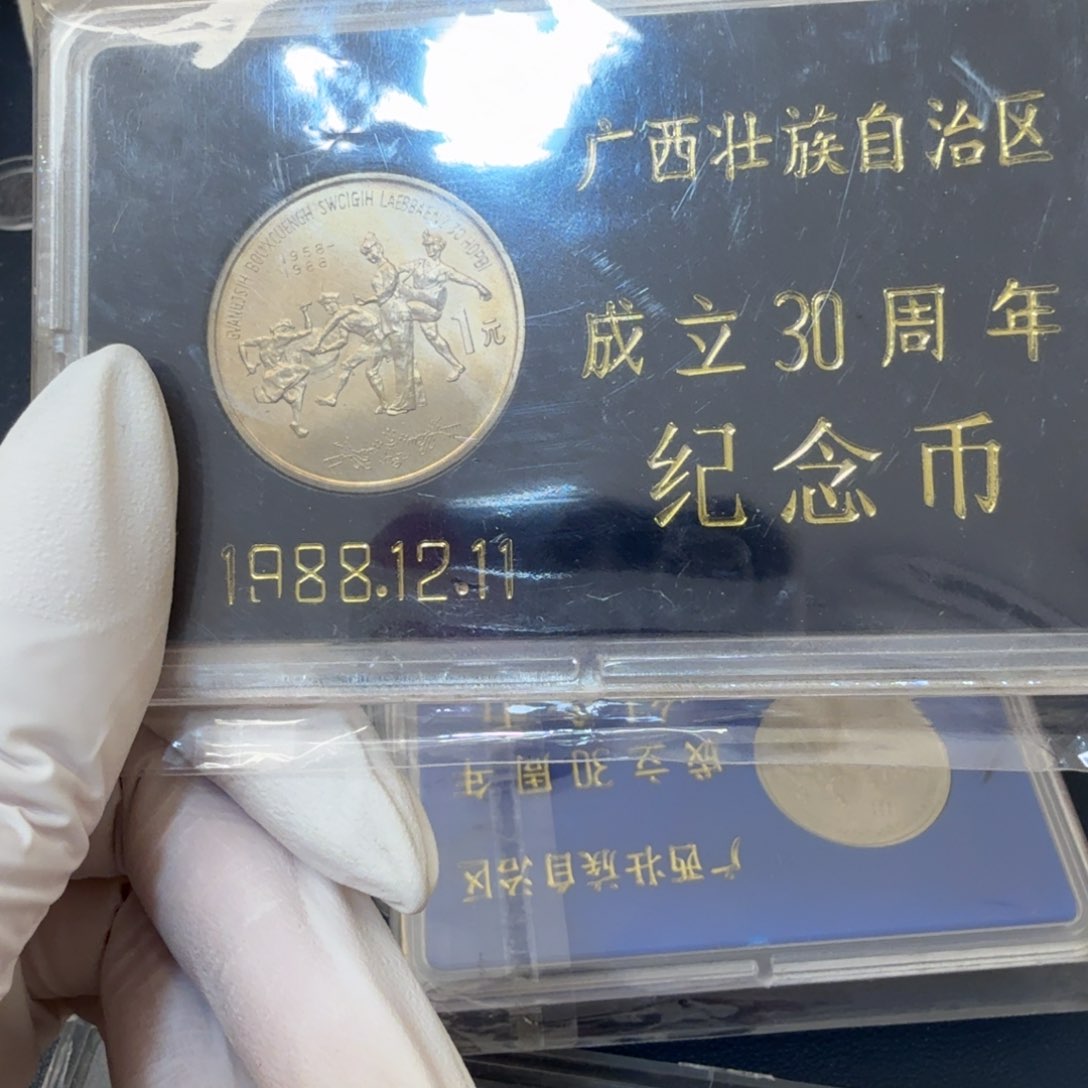 广西壮族自治区
成立30周年
纪念币
1958-
1988
1元
1988.12.11
成立30周年
广西壮族自治区